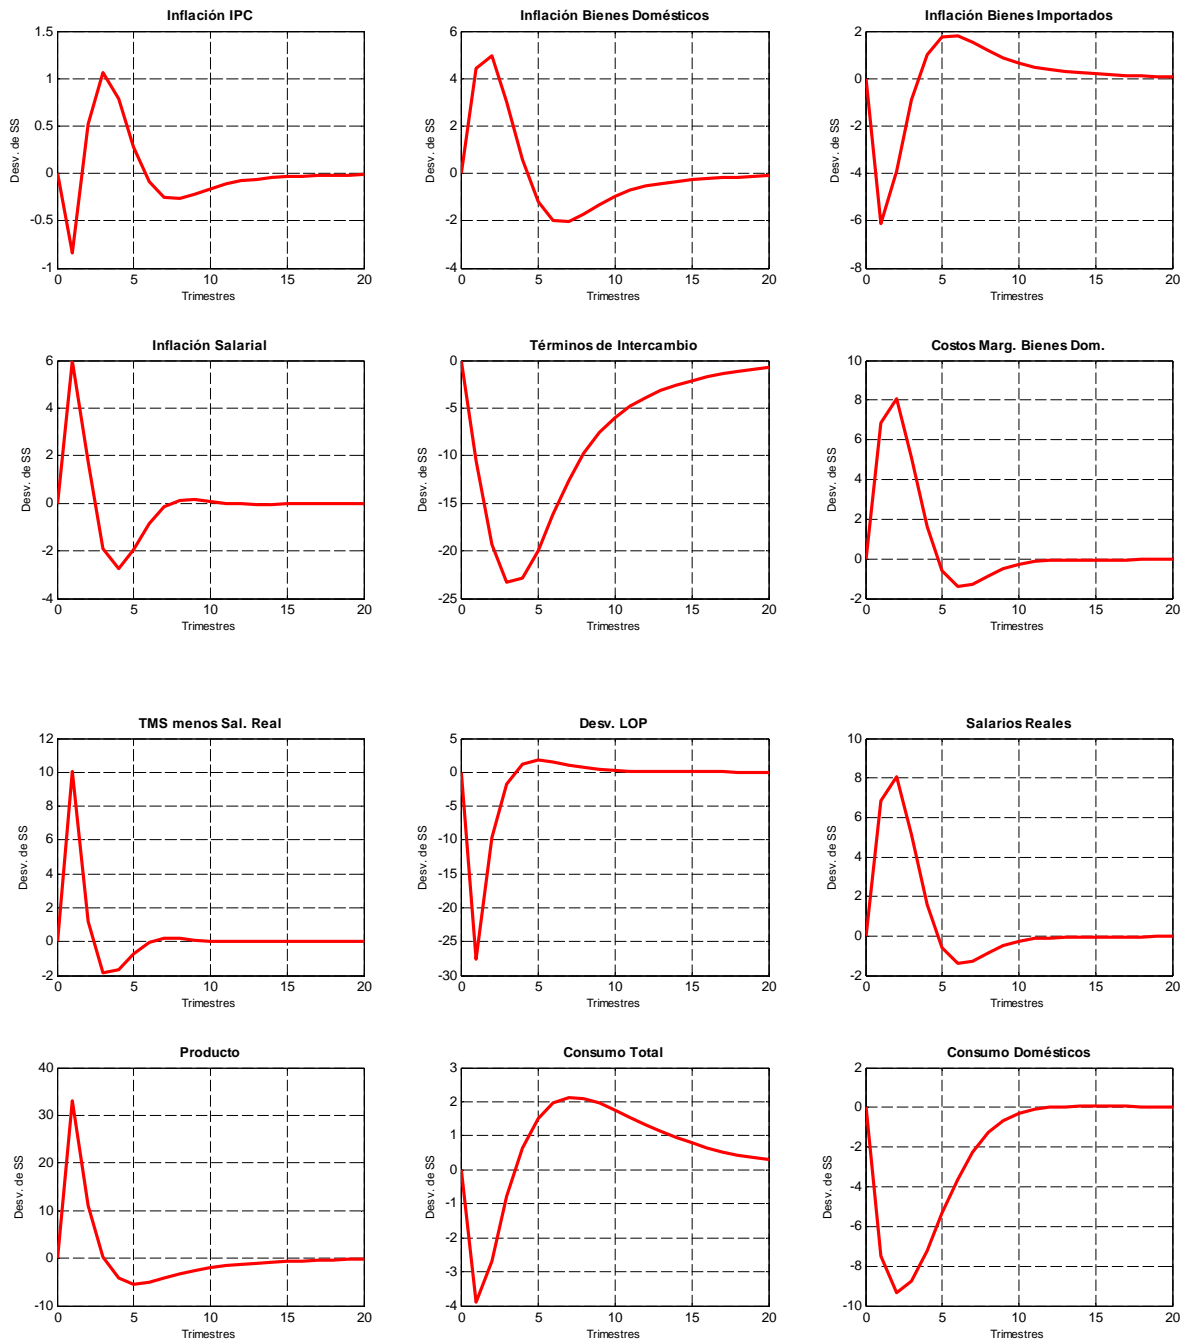 Inflación IPC
1.5
1
0.5
0
-0.5
-1
0 5 10 15 20
Desv. de SS
Trimestres
Inflación Bienes Domésticos
6
4
2
0
-2
-4
0 5 10 15 20
Desv. de SS
Trimestres
Inflación Bienes Importados
2
0
-2
-4
-6
-8
0 5 10 15 20
Desv. de SS
Trimestres
Inflación Salarial
6
4
2
0
-2
-4
0 5 10 15 20
Desv. de SS
Trimestres
Términos de Intercambio
0
-5
-10
-15
-20
-25
0 5 10 15 20
Desv. de SS
Trimestres
Costos Marg. Bienes Dom.
10
8
6
4
2
0
-2
0 5 10 15 20
Desv. de SS
Trimestres
TMS menos Sal. Real
12
10
8
6
4
2
0
-2
0 5 10 15 20
Desv. de SS
Trimestres
Desv. LOP
5
0
-5
-10
-15
-20
-25
-30
0 5 10 15 20
Desv. de SS
Trimestres
Salarios Reales
10
8
6
4
2
0
-2
0 5 10 15 20
Desv. de SS
Trimestres
Producto
40
30
20
10
0
-10
0 5 10 15 20
Desv. de SS
Trimestres
Consumo Total
3
2
1
0
-1
-2
-3
-4
0 5 10 15 20
Desv. de SS
Trimestres
Consumo Domésticos
2
0
-2
-4
-6
-8
-10
0 5 10 15 20
Desv. de SS
Trimestres